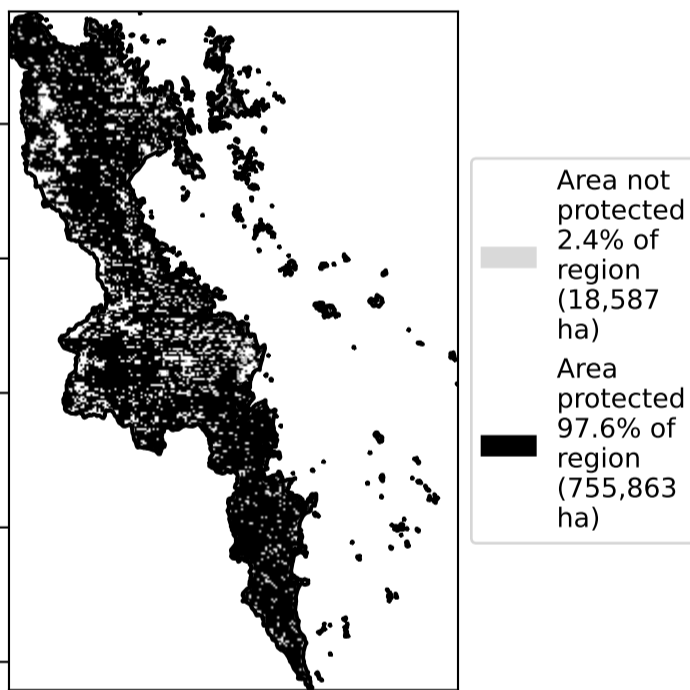 Area not
protected
2.4% of
region
(18,587
ha)
Area
protected
97.6% of
region
(755,863
ha)